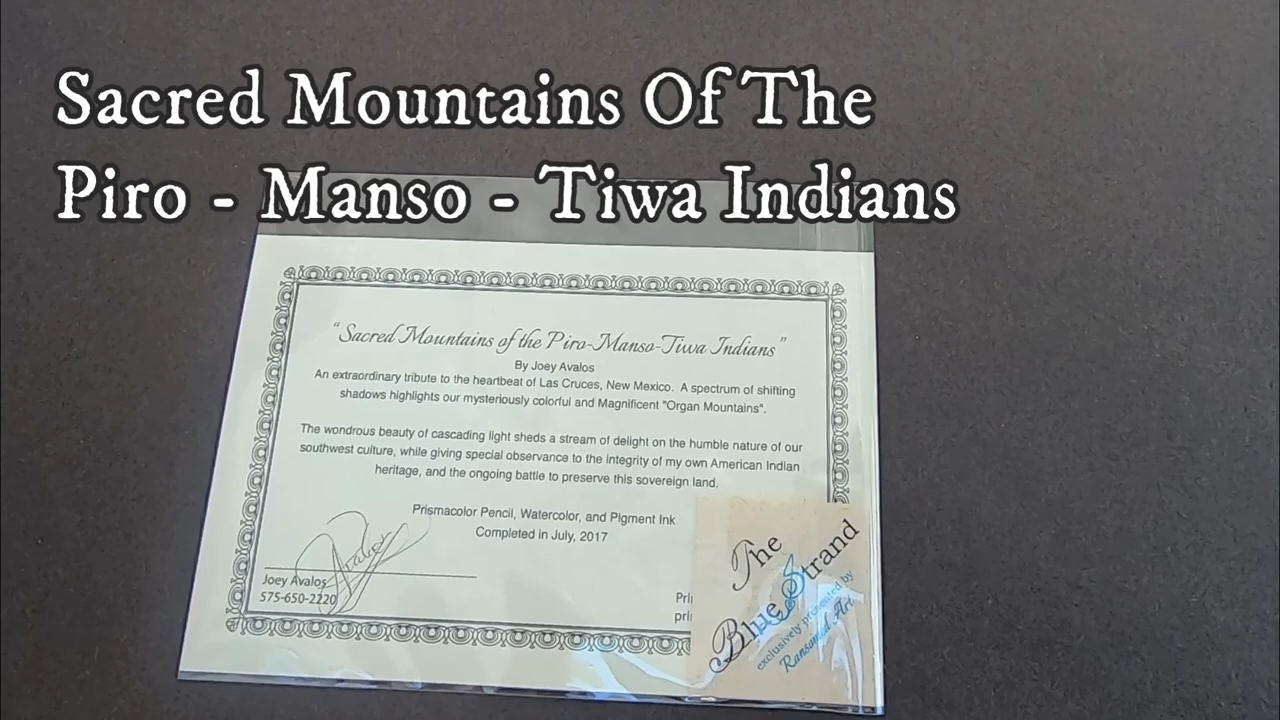 Sacred Mountains Of The
Piro - Manso - Tiwa Indians
"Sacred Mountains of the Piro-Manso-Tiwa Indians"
By Joey Avalos
An extraordinary tribute to the heartbeat of Las Cruces, New Mexico. A spectrum of shifting
shadows highlights our mysteriously colorful and Magnificent "Organ Mountains".
The wondrous beauty of cascading light sheds a stream of delight on the humble nature of our
southwest culture, while giving special observance to the integrity of my own American Indian
heritage, and the ongoing battle to preserve this sovereign land.
Prismacolor Pencil, Watercolor, and Pigment Ink
Completed in July, 2017
Joey Avalos
575-650-2220
The
Blue Strand
exclusively presented by
Ransomed Art